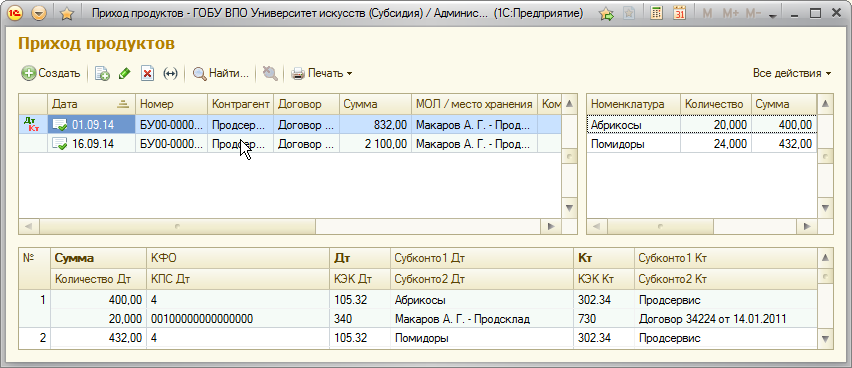 Приход продуктов - ГОБУ ВПО Университет искусств (Субсидия) / Админис... (1С:Предприятие)
31 M M+ M-
Приход продуктов
Создать Найти... Печать Все действия
Дата Номер Контрагент Договор Сумма МОЛ / место хранения Ком Номенклатура Количество Сумма
Дт Кт 01.09.14 БУ00-0000... Продсер... Договор ... 832,00 Макаров А. Г. - Прод... Абрикосы 20,000 400,00
16.09.14 БУ00-0000... Продсер... Договор ... 2 100,00 Макаров А. Г. - Прод... Помидоры 24,000 432,00
№ Сумма КФО Дт Субконто1 Дт Кт Субконто1 Кт
Количество Дт КПС Дт КЭК Дт Субконто2 Дт КЭК Кт Субконто2 Кт
1 400,00 4 105.32 Абрикосы 302.34 Продсервис
20,000 00100000000000000 340 Макаров А. Г. - Продсклад 730 Договор 34224 от 14.01.2011
2 432,00 4 105.32 Помидоры 302.34 Продсервис